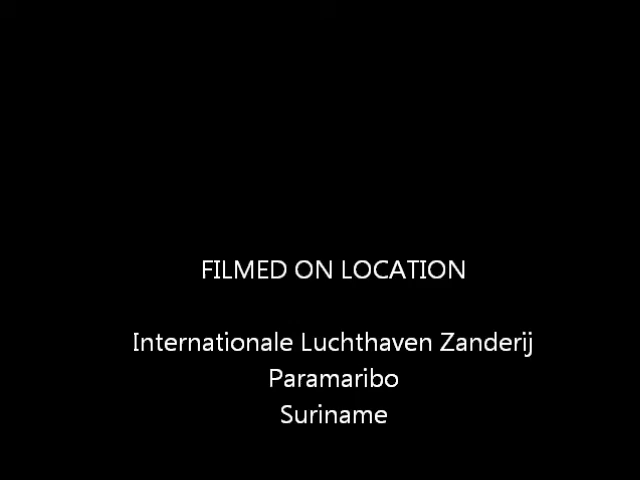 FILMED ON LOCATION
Internationale Luchthaven Zanderij
Paramaribo
Suriname